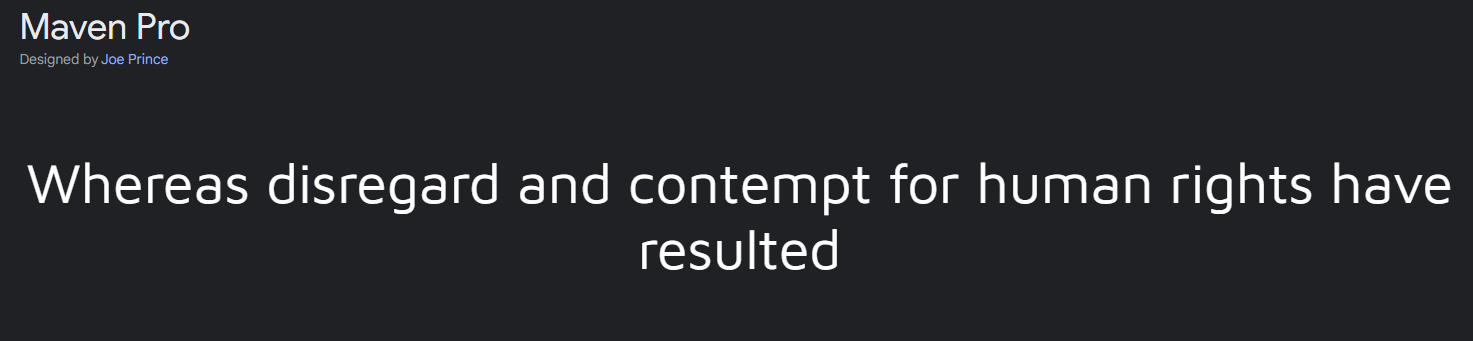 Maven Pro
Designed by Joe Prince
Whereas disregard and contempt for human rights have
resulted